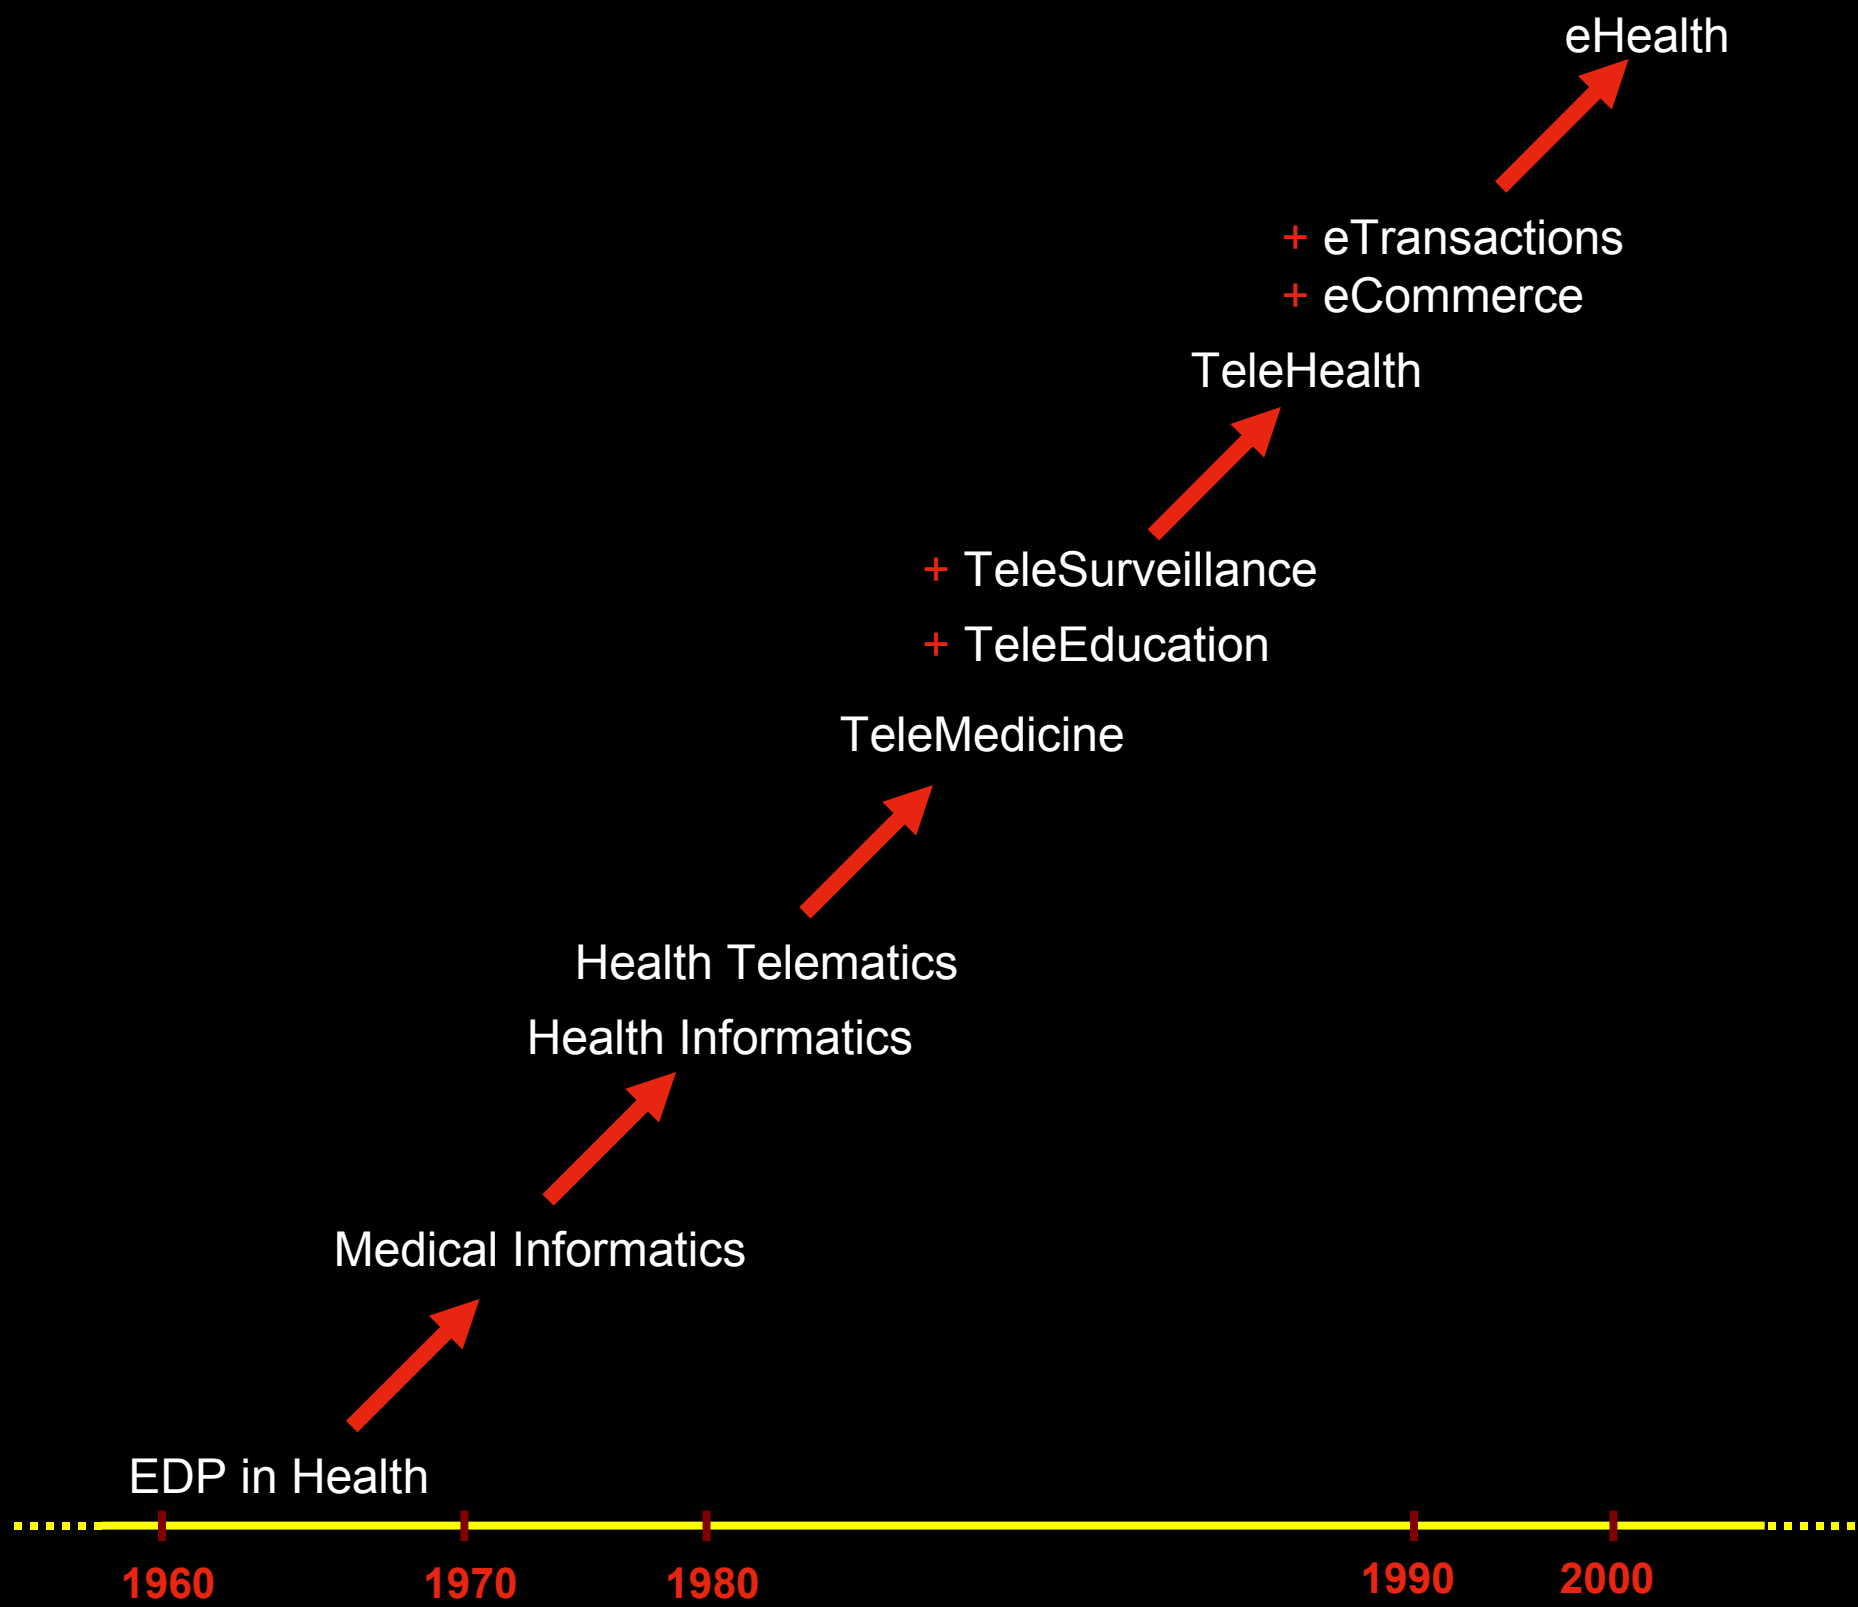 eHealth
+ eTransactions
+ eCommerce
TeleHealth
+ TeleSurveillance
+ TeleEducation
TeleMedicine
Health Telematics
Health Informatics
Medical Informatics
EDP in Health
1960 1970 1980 1990 2000